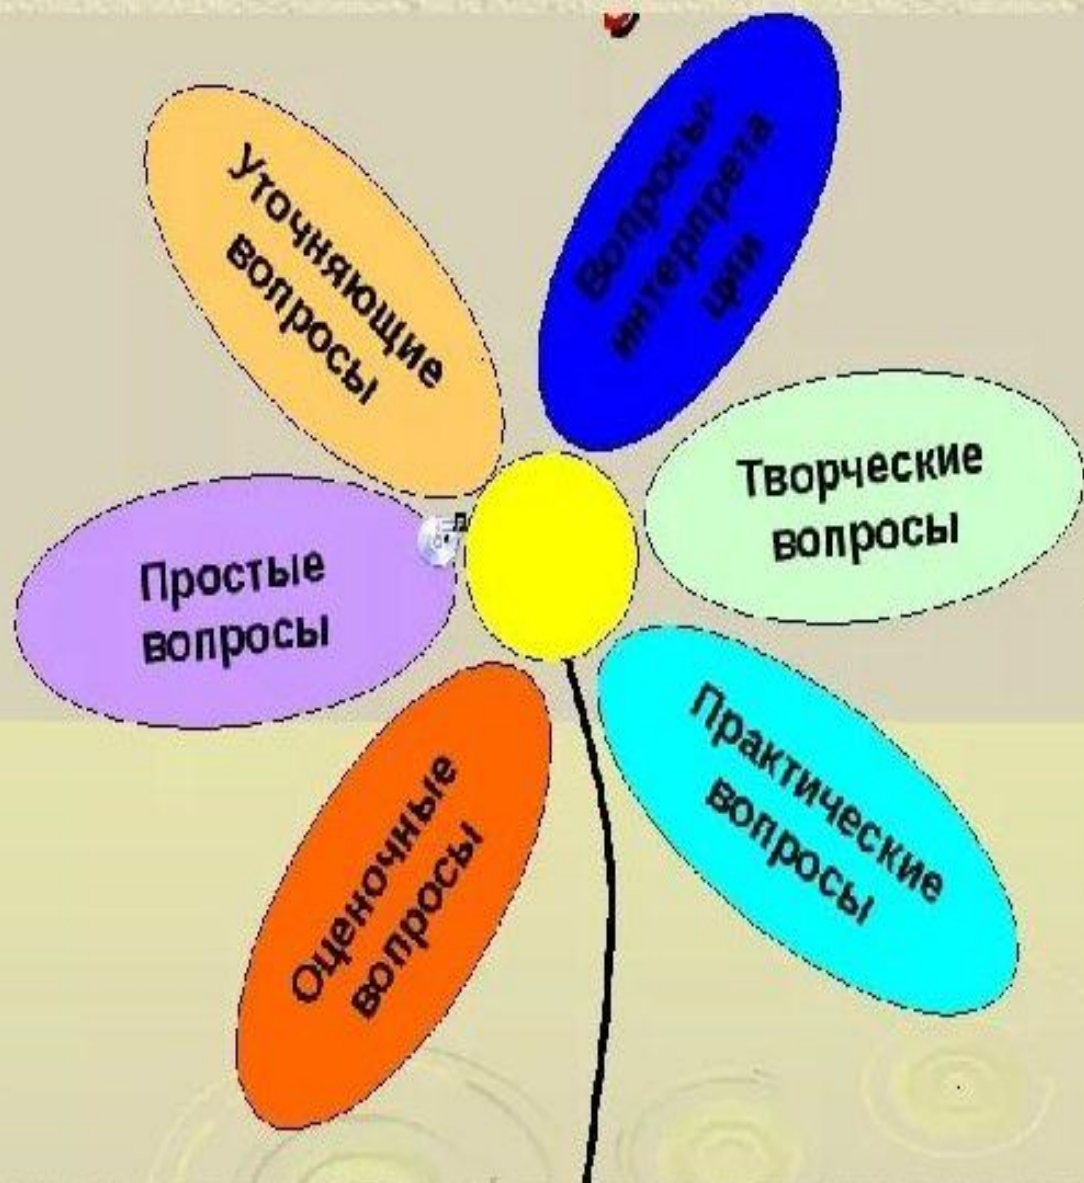 Уточняющие
вопросы
Вопросы-
интерпрета
ции
Творческие
вопросы
Простые
вопросы
Оценочные
вопросы
Практические
вопросы